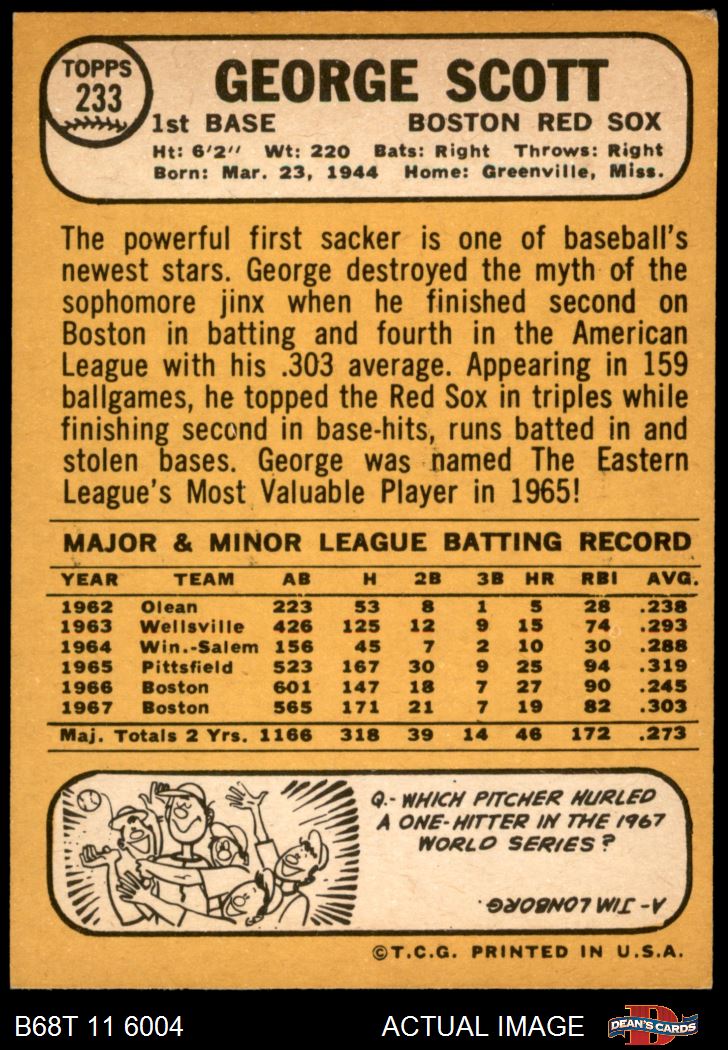 TOPPS
233
GEORGE SCOTT
1st BASE BOSTON RED SOX
Ht: 6'2" Wt: 220 Bats: Right Throws: Right
Born: Mar. 23, 1944 Home: Greenville, Miss.
The powerful first sacker is one of baseball's
newest stars. George destroyed the myth of the
sophomore jinx when he finished second on
Boston in batting and fourth in the American
League with his .303 average. Appearing in 159
ballgames, he topped the Red Sox in triples while
finishing second in base-hits, runs batted in and
stolen bases. George was named The Eastern
League's Most Valuable Player in 1965!
MAJOR & MINOR LEAGUE BATTING RECORD
YEAR TEAM AB H 2B 3B HR RBI AVG.
1962 Olean 223 53 8 1 5 28 .238
1963 Wellsville 426 125 12 9 15 74 .293
1964 Win.-Salem 156 45 7 2 10 30 .288
1965 Pittsfield 523 167 30 9 25 94 .319
1966 Boston 601 147 18 7 27 90 .245
1967 Boston 565 171 21 7 19 82 .303
Maj. Totals 2 Yrs. 1166 318 39 14 46 172 .273
Q.- WHICH PITCHER HURLED
A ONE-HITTER IN THE 1967
WORLD SERIES?
A- JIM LONBORG
©T.C.G. PRINTED IN U.S.A.
B68T 11 6004 ACTUAL IMAGE D DEAN'S CARDS